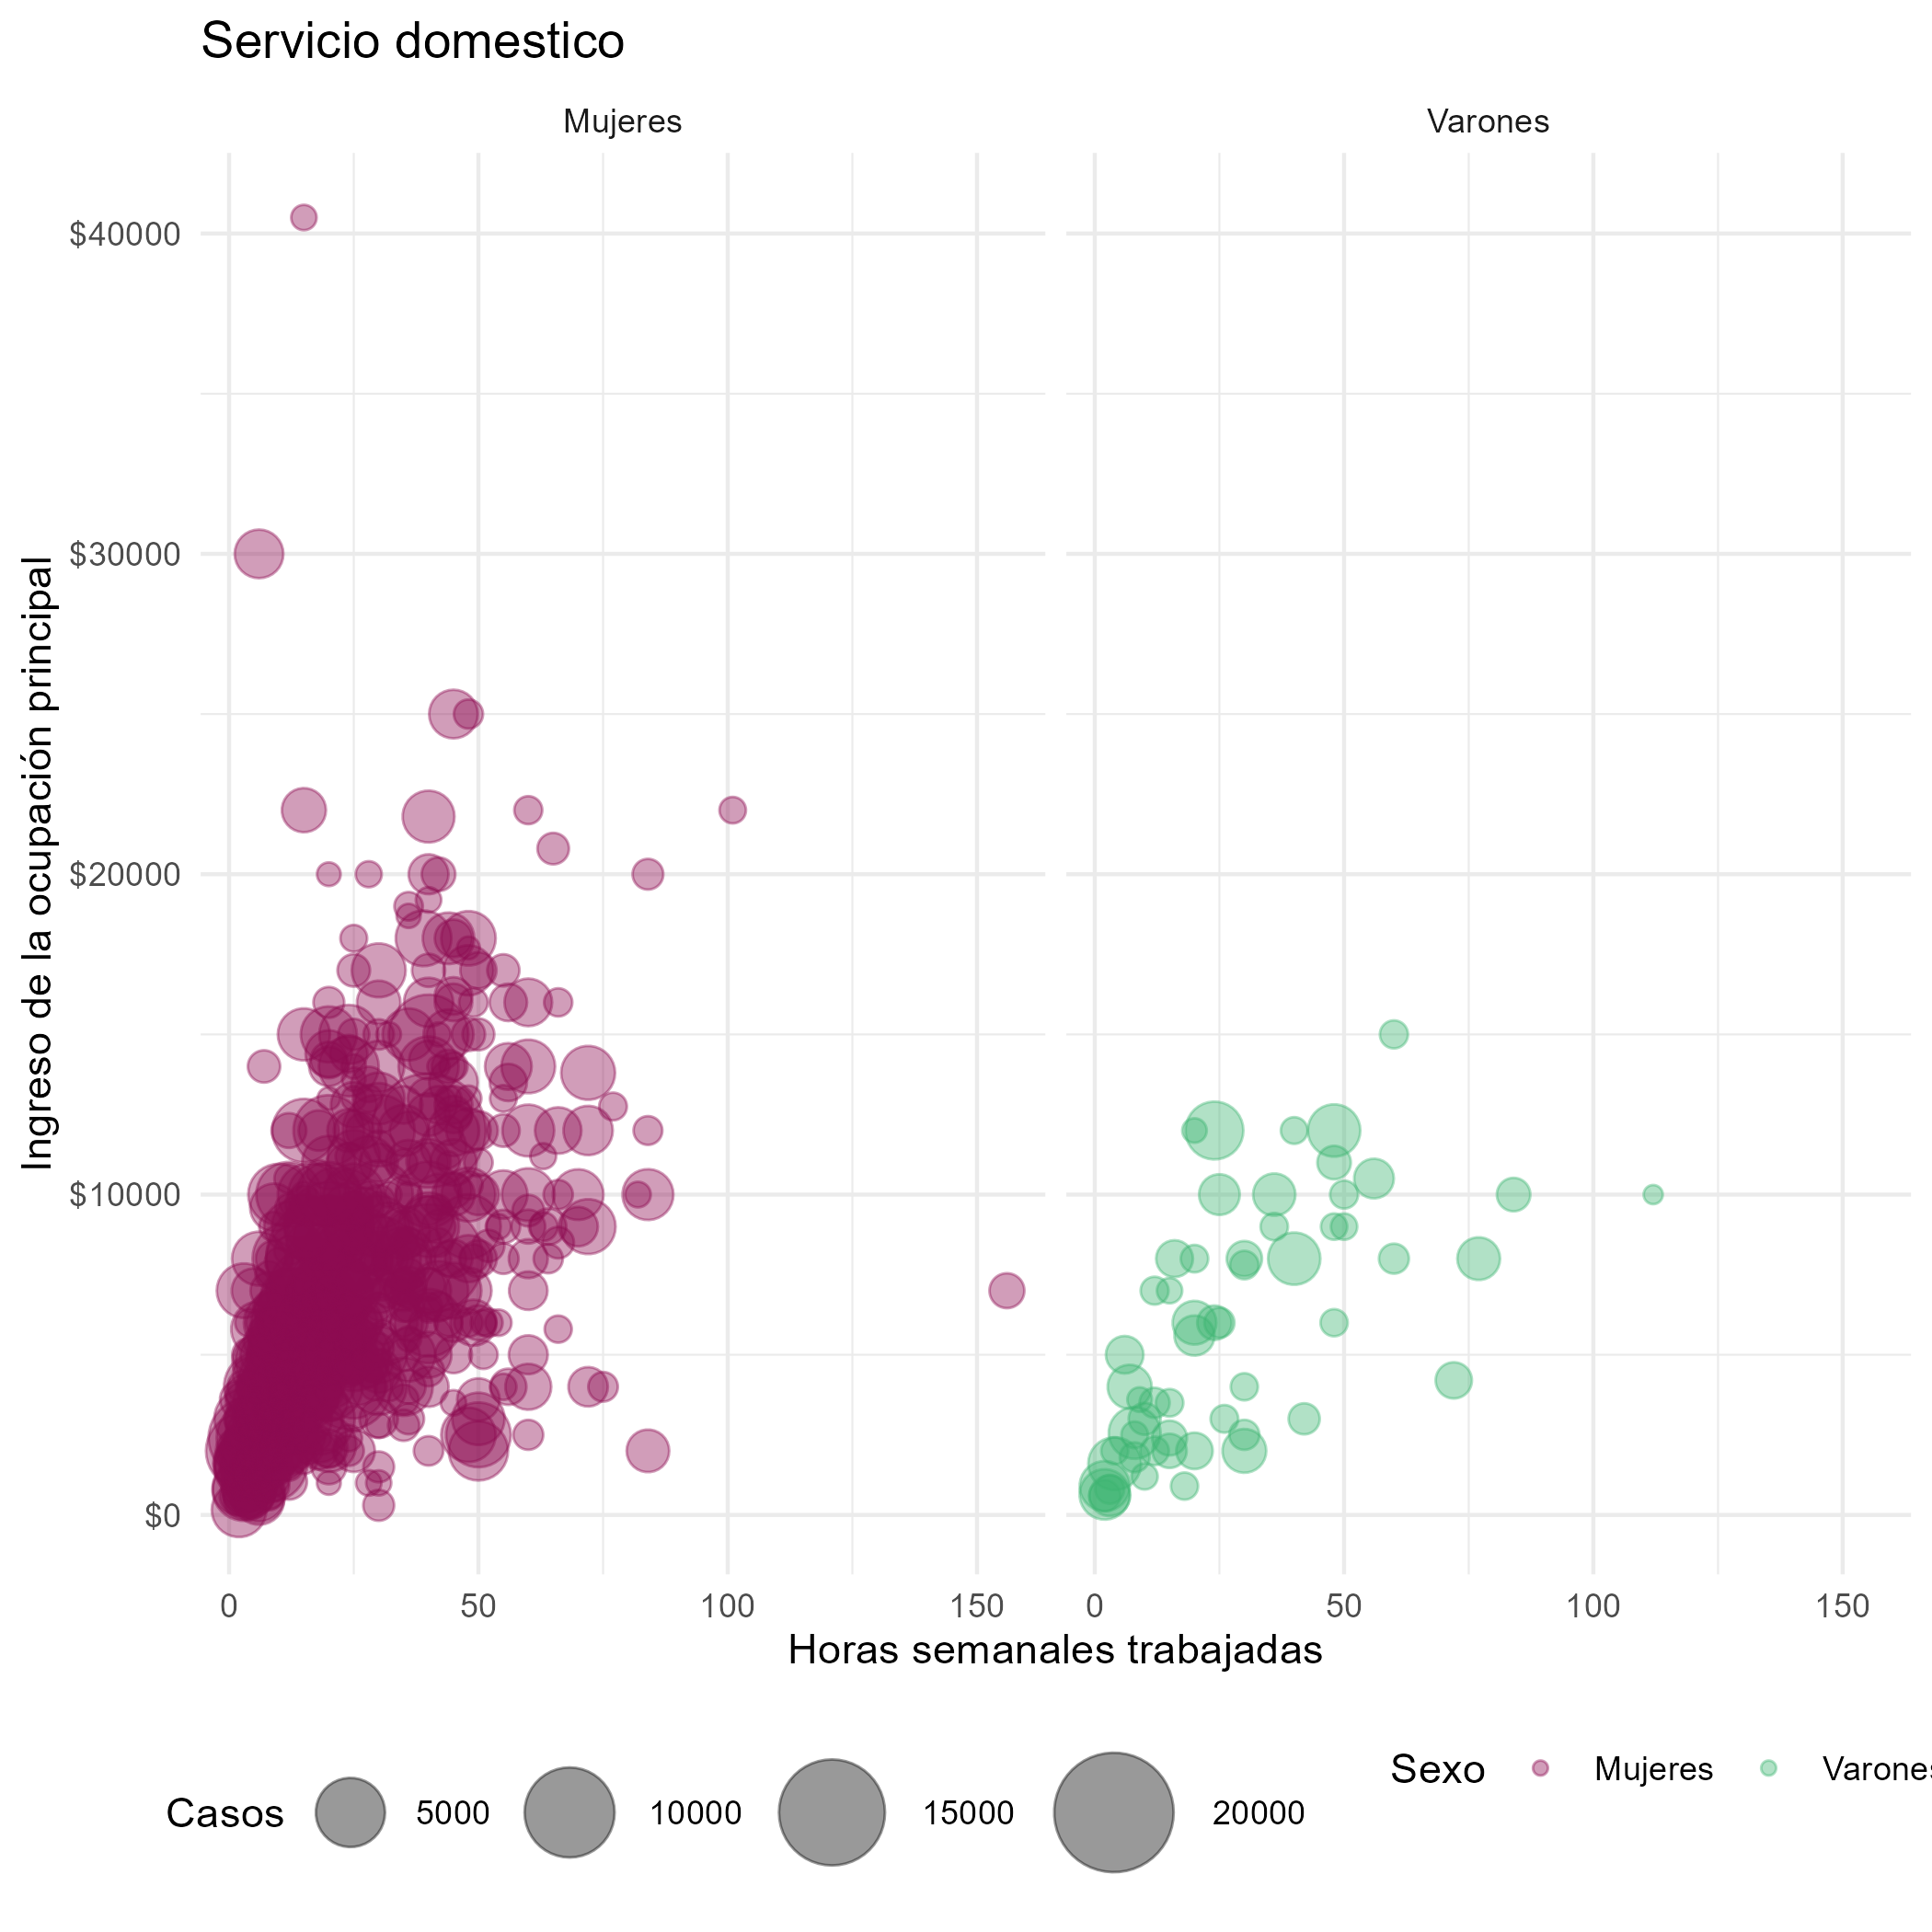 Servicio domestico
Mujeres
Varones
$40000
$30000
$20000
$10000
$0
Ingreso de la ocupación principal
0
50
100
150
0
50
100
150
Horas semanales trabajadas
Casos
5000
10000
15000
20000
Sexo
Mujeres
Varones